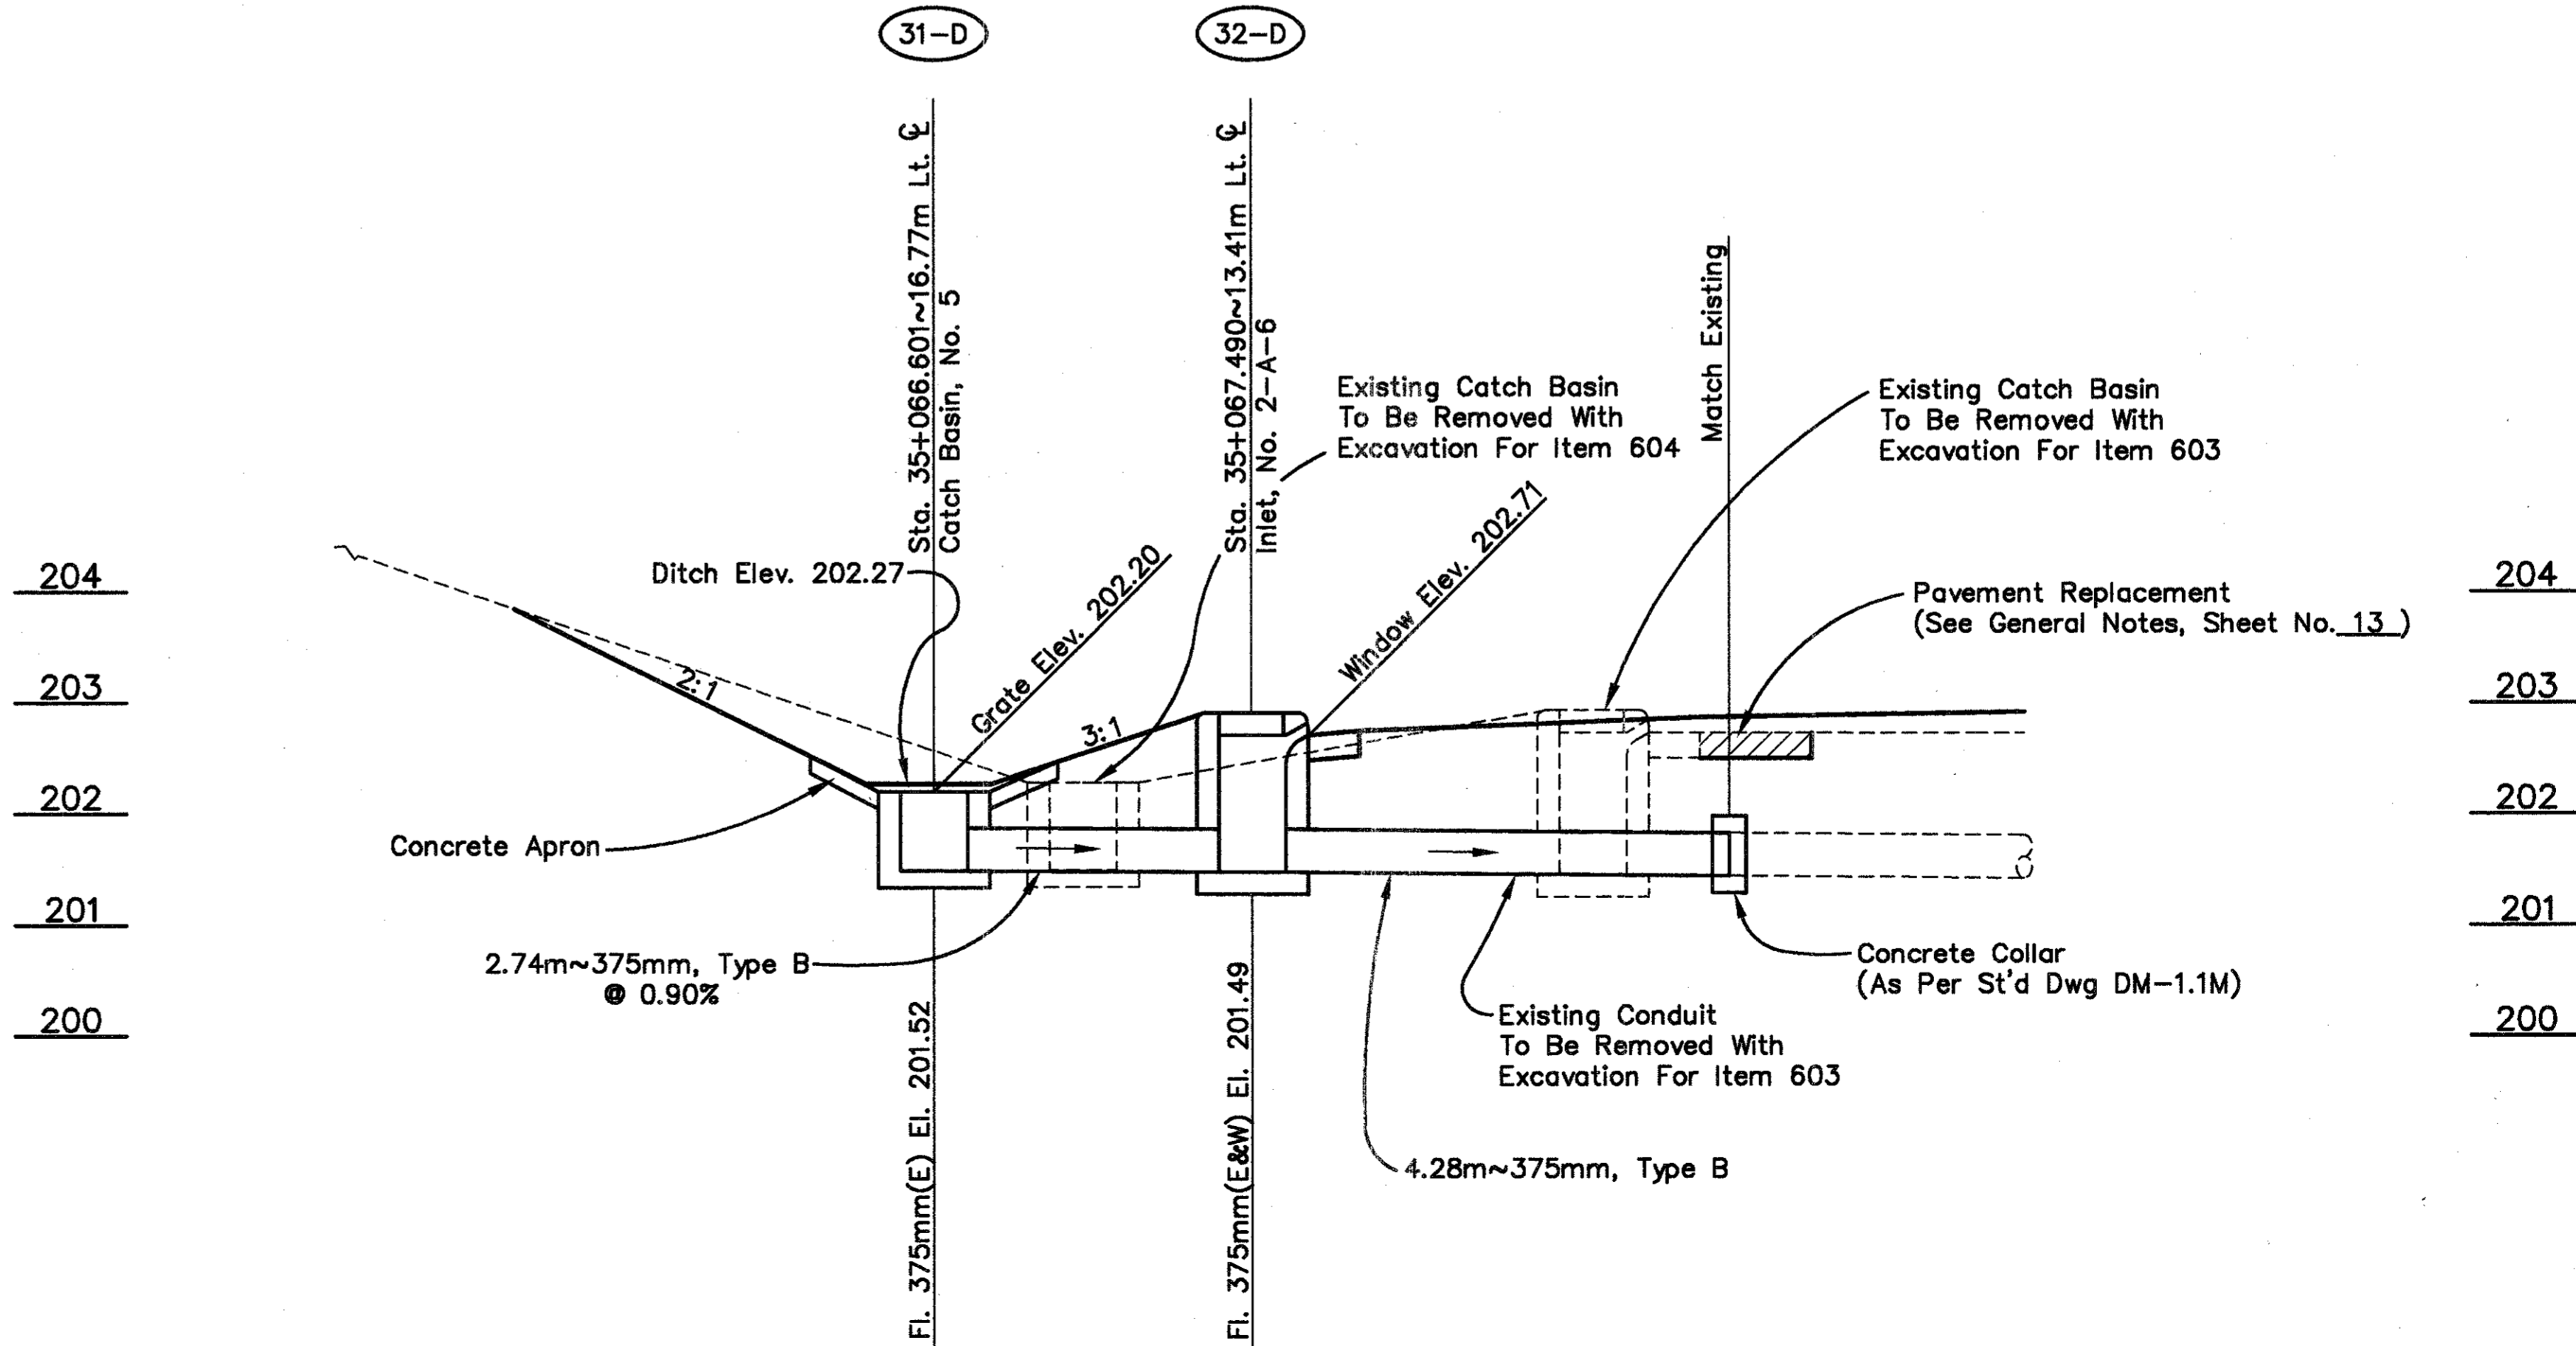 31-D
32-D
Sta. 35+066.601~16.77m Lt. ℄
Catch Basin, No. 5
Sta. 35+067.490~13.41m Lt. ℄
Inlet, No. 2-A-6
Match Existing
Existing Catch Basin
To Be Removed With
Excavation For Item 604
Existing Catch Basin
To Be Removed With
Excavation For Item 603
Ditch Elev. 202.27
Grate Elev. 202.20
Window Elev. 202.71
Pavement Replacement
(See General Notes, Sheet No. 13 )
204
203
202
201
200
204
203
202
201
200
2:1
3:1
Concrete Apron
2.74m~375mm, Type B
@ 0.90%
Concrete Collar
(As Per St'd Dwg DM-1.1M)
Existing Conduit
To Be Removed With
Excavation For Item 603
4.28m~375mm, Type B
Fl. 375mm(E) El. 201.52
Fl. 375mm(E&W) El. 201.49